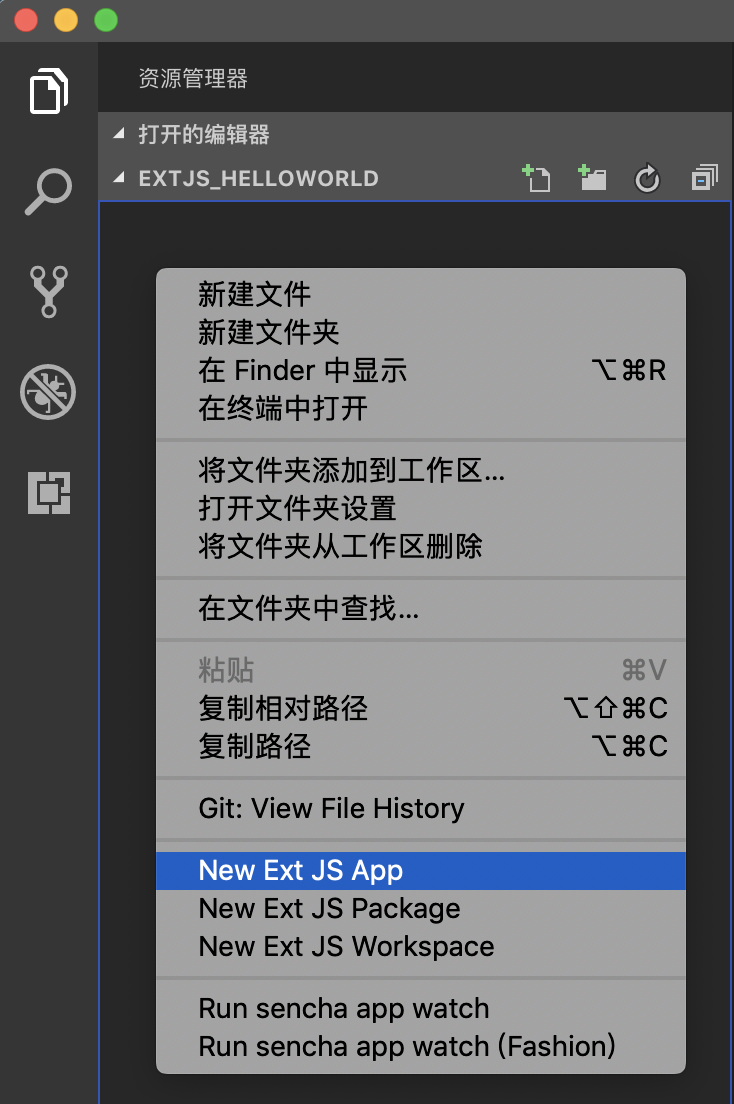 资源管理器
打开的编辑器
EXTJS_HELLOWORLD
新建文件
新建文件夹
在 Finder 中显示 ⌥⌘R
在终端中打开
将文件夹添加到工作区...
打开文件夹设置
将文件夹从工作区删除
在文件夹中查找...
粘贴 ⌘V
复制相对路径 ⌥⇧⌘C
复制路径 ⌥⌘C
Git: View File History
New Ext JS App
New Ext JS Package
New Ext JS Workspace
Run sencha app watch
Run sencha app watch (Fashion)